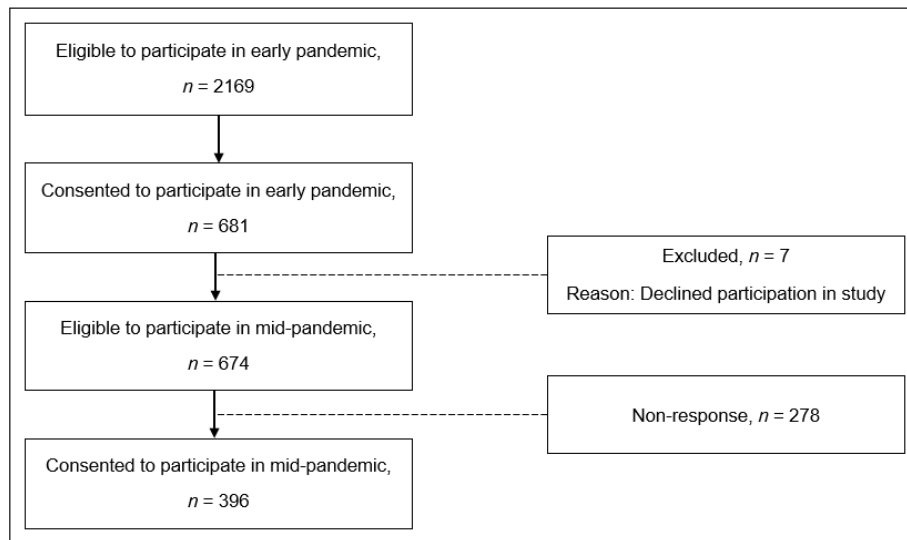 Eligible to participate in early pandemic,
n = 2169
Consented to participate in early pandemic,
n = 681
Excluded, n = 7
Reason: Declined participation in study
Eligible to participate in mid-pandemic,
n = 674
Non-response, n = 278
Consented to participate in mid-pandemic,
n = 396